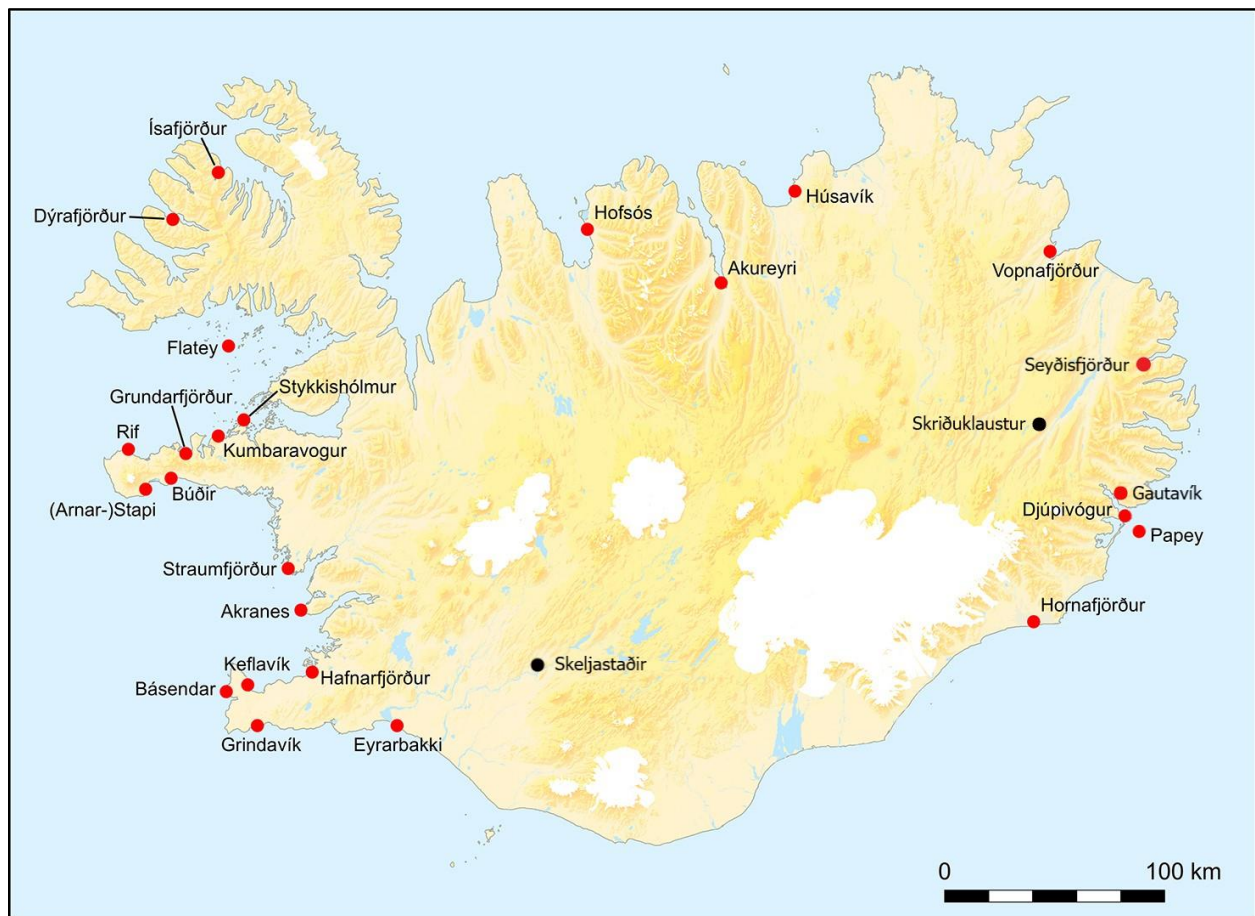 Ísafjörður
Dýrafjörður
Hofsós
Húsavík
Akureyri
Vopnafjörður
Flatey
Seyðisfjörður
Stykkishólmur
Grundarfjörður
Skriðuklaustur
Rif
Kumbaravogur
Búðir
(Arnar-)Stapi
Gautavík
Djúpivógur
Papey
Straumfjörður
Akranes
Hornafjörður
Keflavík
Skeljastaðir
Hafnarfjörður
Básendar
Grindavík
Eyrarbakki
0 100 km